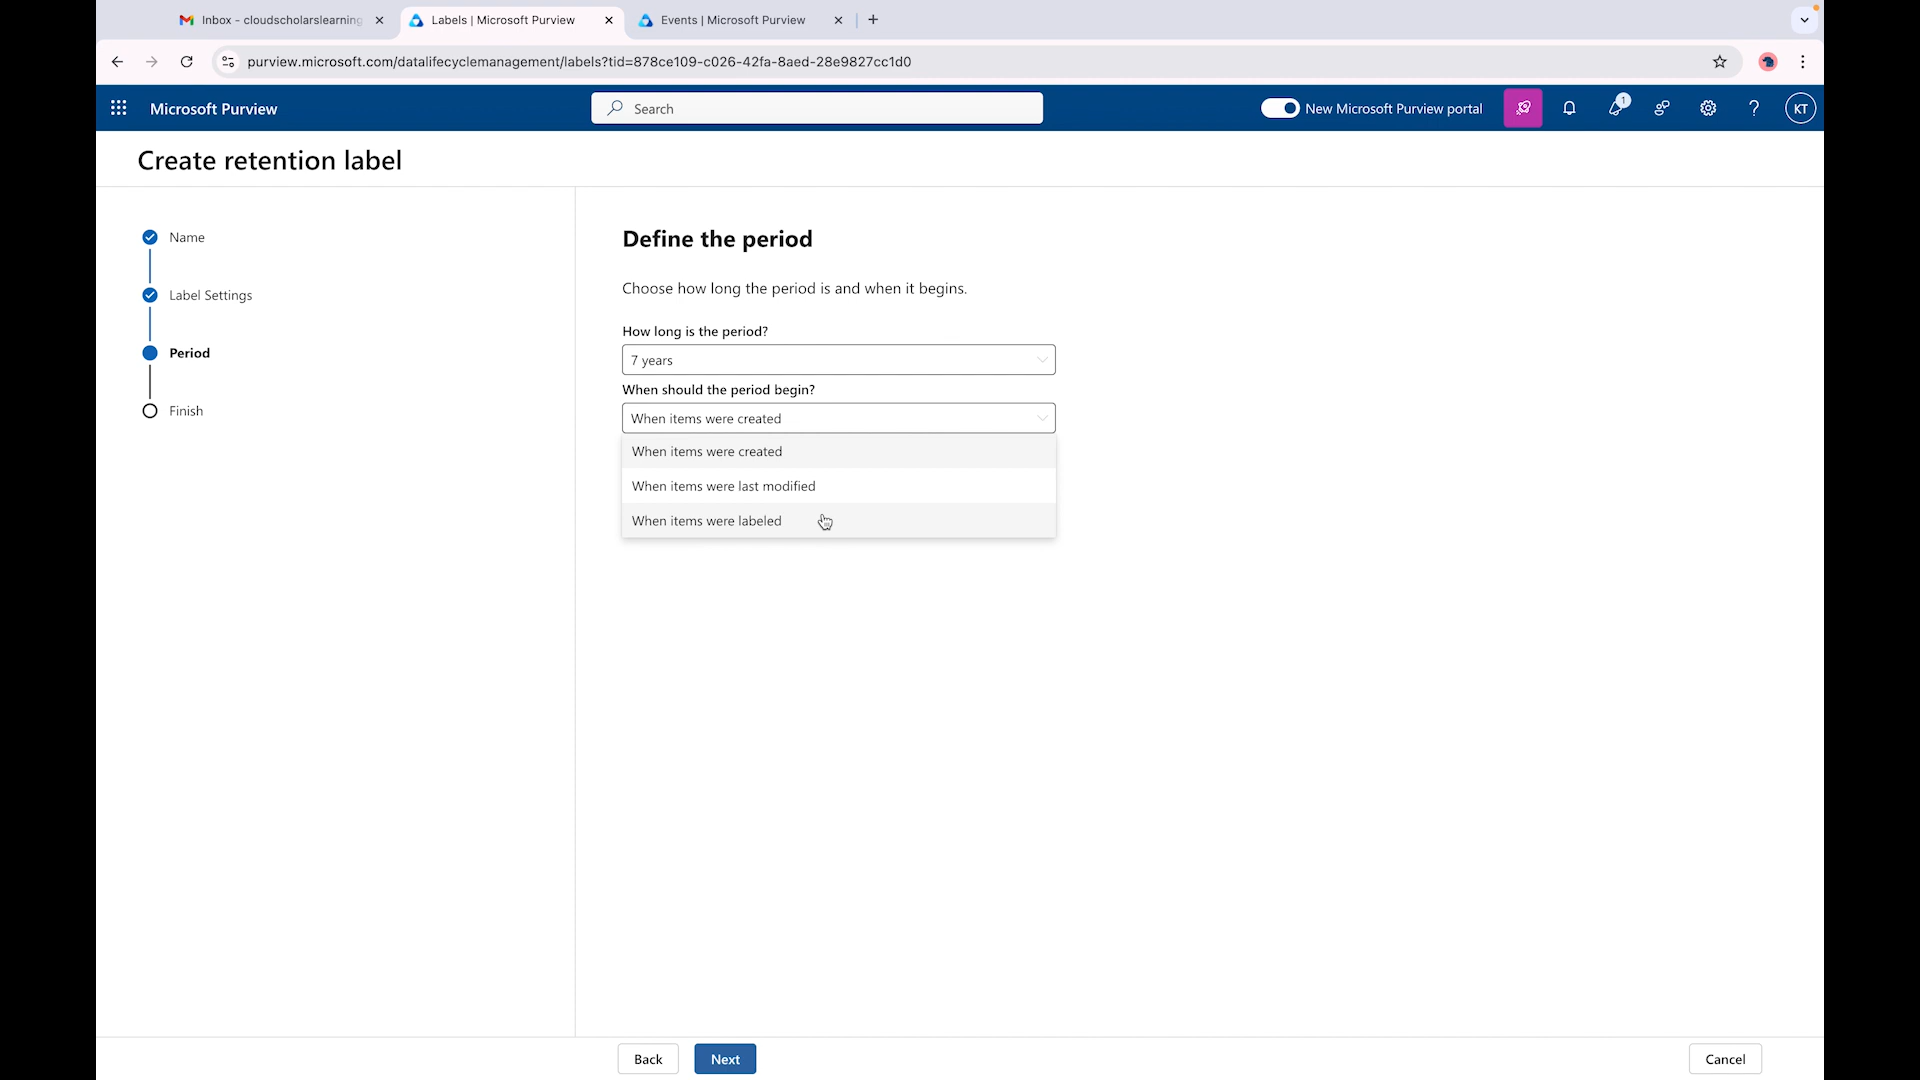 Inbox - cloudscholarslearning
Labels | Microsoft Purview
Events | Microsoft Purview
purview.microsoft.com/datalifecyclemanagement/labels?tid=878ce109-c026-42fa-8aed-28e9827cc1d0
Microsoft Purview
Search
New Microsoft Purview portal
1
KT
Create retention label
Name
Label Settings
Period
Finish
Define the period
Choose how long the period is and when it begins.
How long is the period?
7 years
When should the period begin?
When items were created
When items were created
When items were last modified
When items were labeled
Back
Next
Cancel